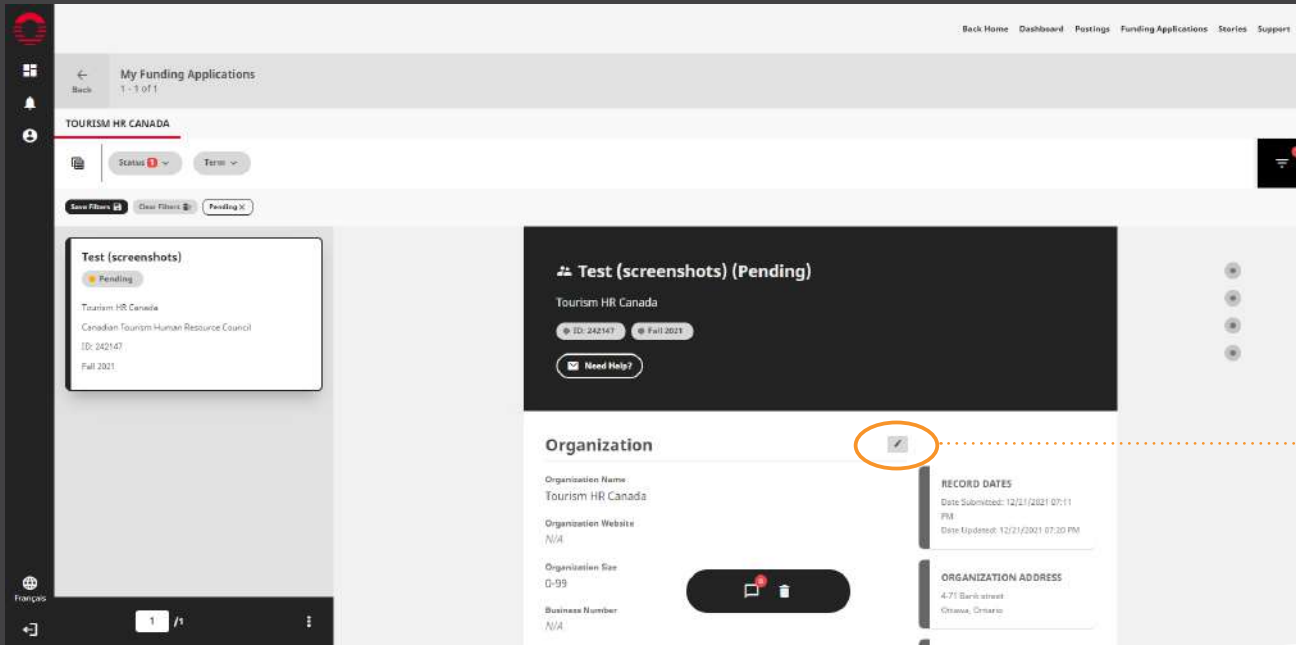 Back Home Dashboard Postings Funding Applications Stories Support
Back
My Funding Applications
1 - 1 of 1
TOURISM HR CANADA
Status 1
Term
Save Filters
Clear Filters
Pending X
Test (screenshots)
Pending
Tourism HR Canada
Canadian Tourism Human Resource Council
ID: 242147
Fall 2021
Test (screenshots) (Pending)
Tourism HR Canada
ID: 242147
Fall 2021
Need Help?
Organization
Organization Name
Tourism HR Canada
Organization Website
N/A
Organization Size
0-99
Business Number
N/A
RECORD DATES
Date Submitted: 12/21/2021 07:11
PM
Date Updated: 12/21/2021 07:20 PM
ORGANIZATION ADDRESS
4-71 Bank street
Ottawa, Ontario
Français
1 /1